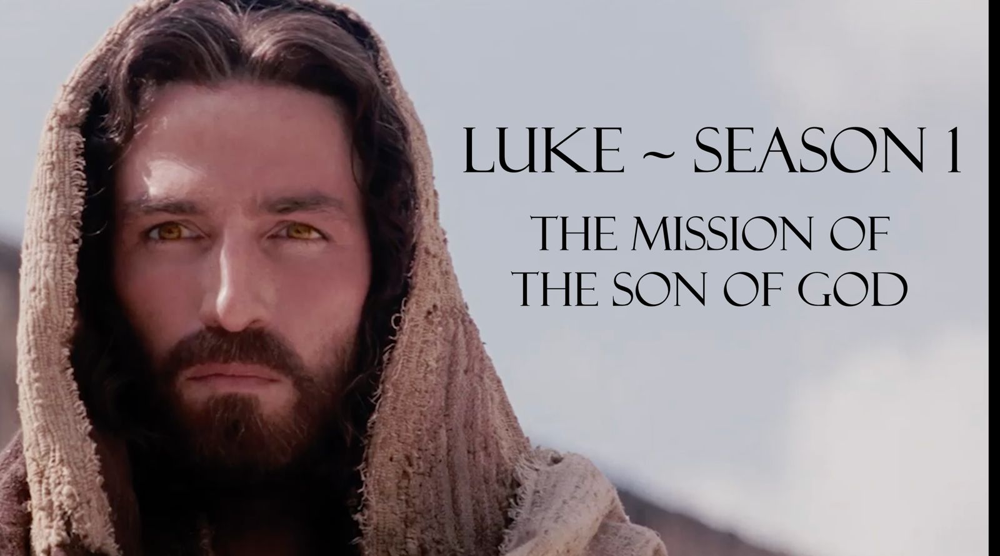 LUKE ~ SEASON 1
THE MISSION OF
THE SON OF GOD